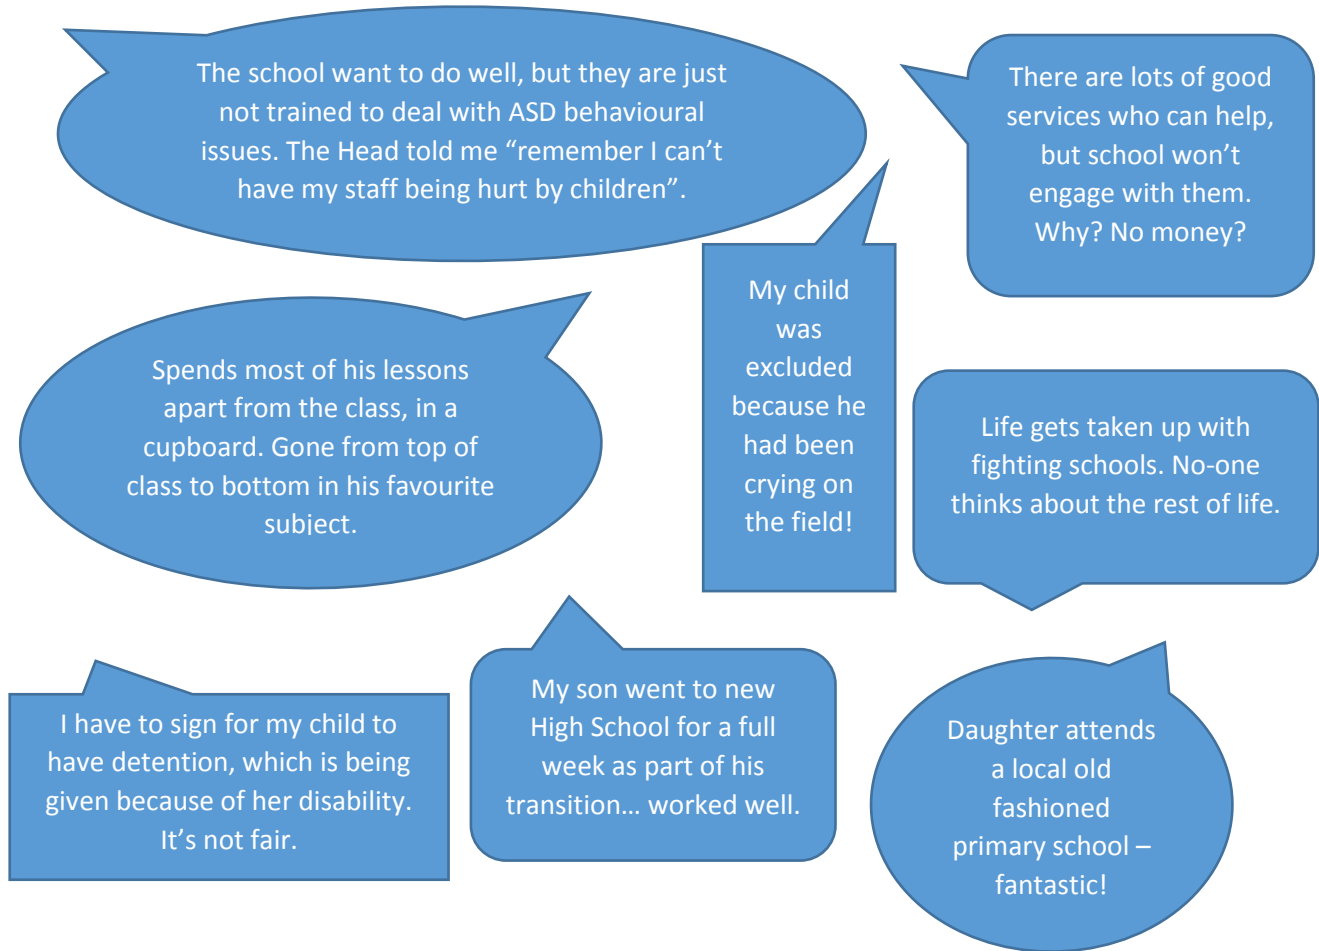 The school want to do well, but they are just
not trained to deal with ASD behavioural
issues. The Head told me “remember I can’t
have my staff being hurt by children”.
There are lots of good
services who can help,
but school won’t
engage with them.
Why? No money?
My child
was
excluded
because he
had been
crying on
the field!
Spends most of his lessons
apart from the class, in a
cupboard. Gone from top of
class to bottom in his favourite
subject.
Life gets taken up with
fighting schools. No-one
thinks about the rest of life.
I have to sign for my child to
have detention, which is being
given because of her disability.
It’s not fair.
My son went to new
High School for a full
week as part of his
transition… worked well.
Daughter attends
a local old
fashioned
primary school –
fantastic!